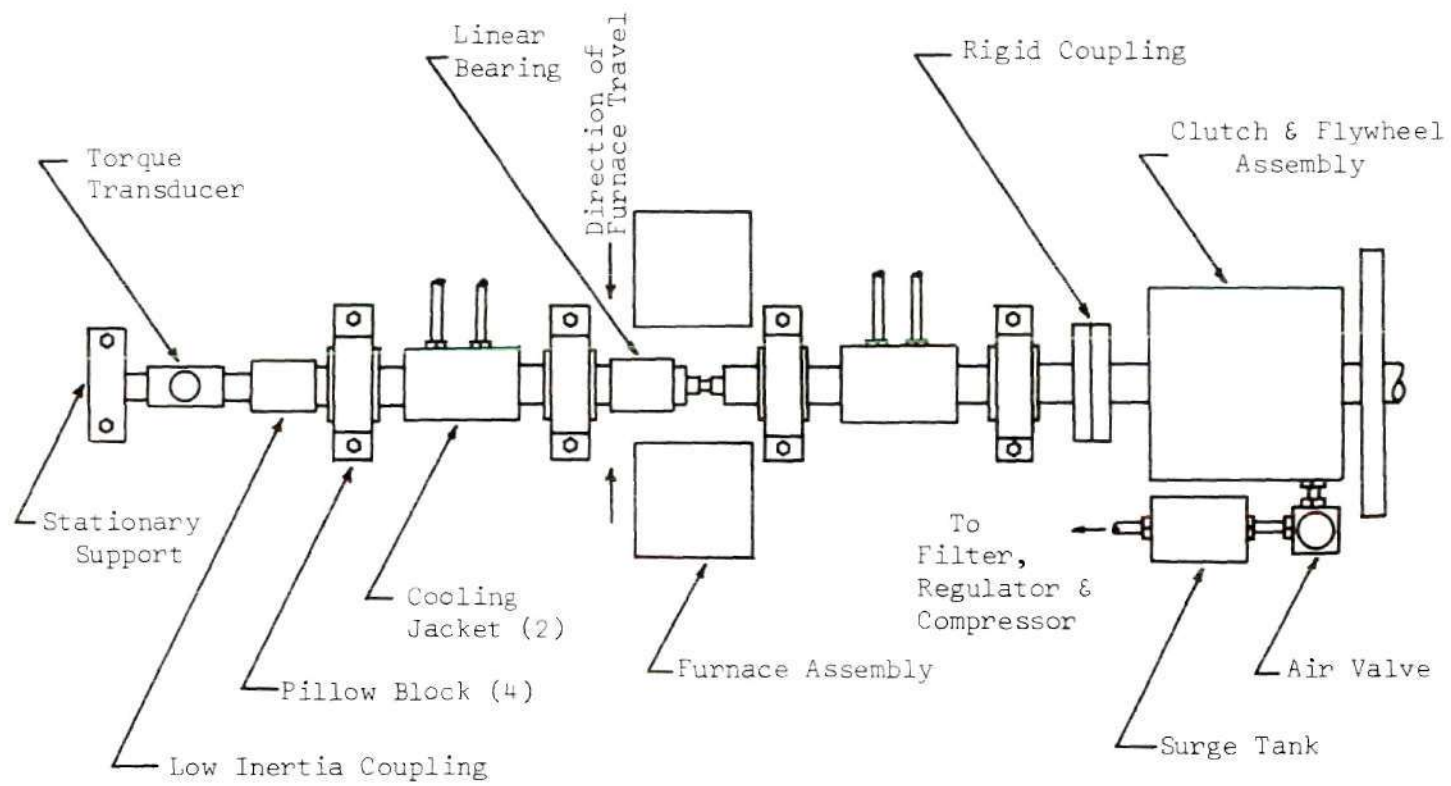 Linear
Bearing
Direction of
Furnace Travel
Rigid Coupling
Clutch & Flywheel
Assembly
Torque
Transducer
Stationary
Support
Cooling
Jacket (2)
To
Filter,
Regulator &
Compressor
Furnace Assembly
Air Valve
Pillow Block (4)
Surge Tank
Low Inertia Coupling